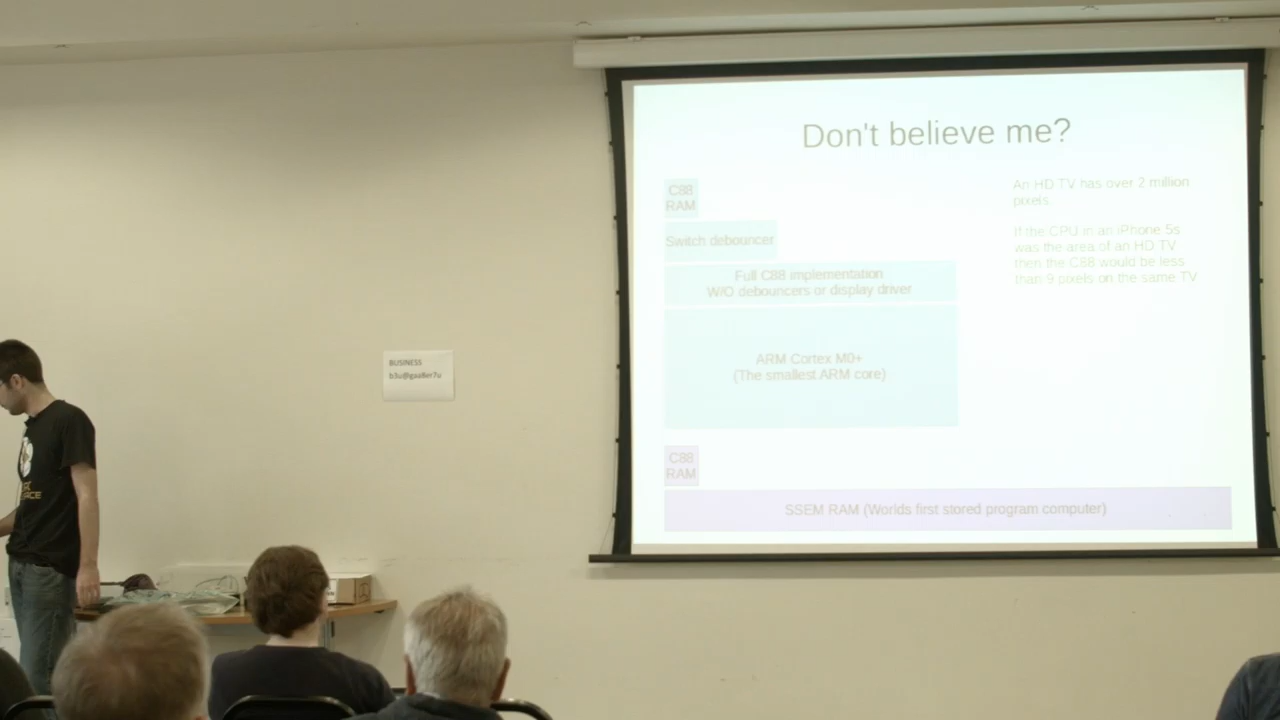 Don't believe me?
C88
RAM
Switch debouncer
Full C88 implementation
W/O debouncers or display driver
ARM Cortex M0+
(The smallest ARM core)
C88
RAM
SSEM RAM (Worlds first stored program computer)
An HD TV has over 2 million
pixels.
If the CPU in an iPhone 5s
was the area of an HD TV
then the C88 would be less
than 9 pixels on the same TV
BUSINESS